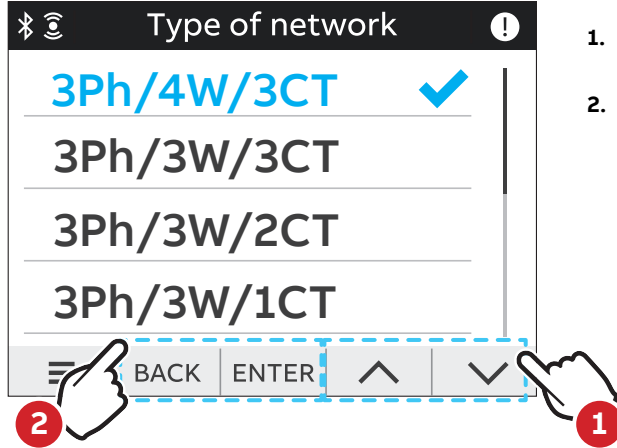 Type of network
!
3Ph/4W/3CT
3Ph/3W/3CT
3Ph/3W/2CT
3Ph/3W/1CT
BACK ENTER
2
1
1.
2.